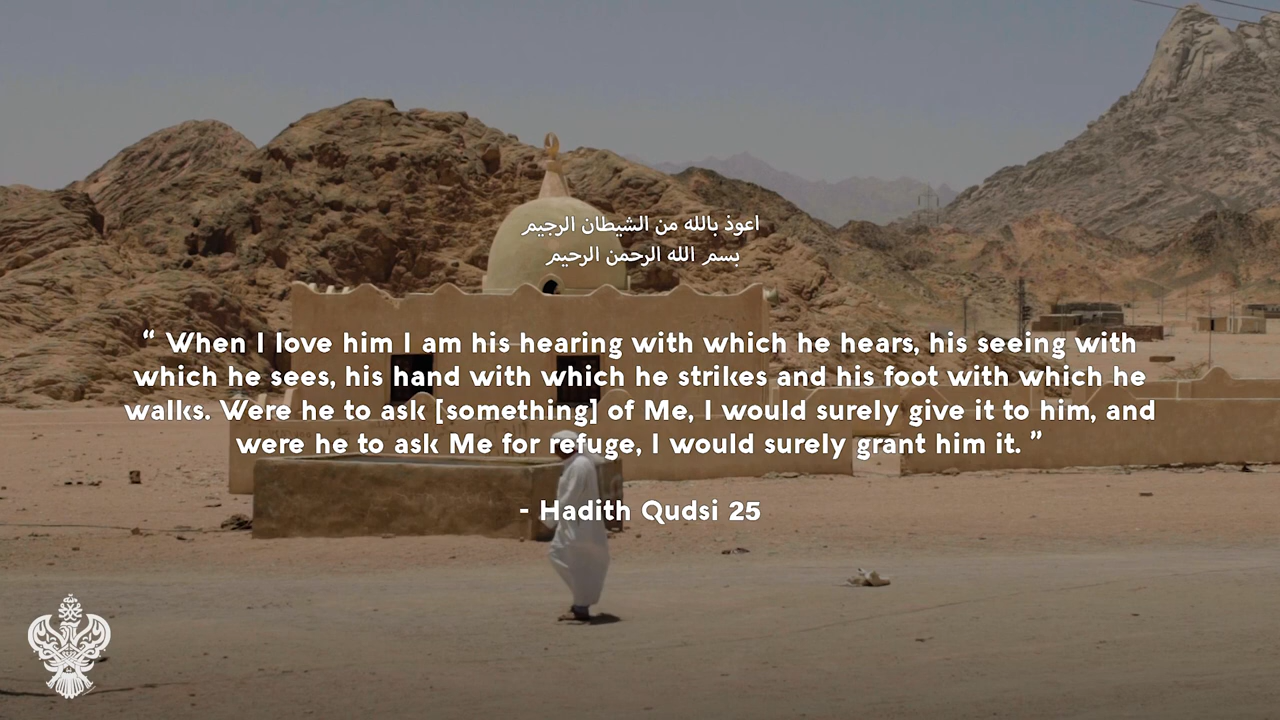 اعوذ بالله من الشيطان الرجيم
بسم الله الرحمن الرحيم
“ When I love him I am his hearing with which he hears, his seeing with
which he sees, his hand with which he strikes and his foot with which he
walks. Were he to ask [something] of Me, I would surely give it to him, and
were he to ask Me for refuge, I would surely grant him it. ”
- Hadith Qudsi 25